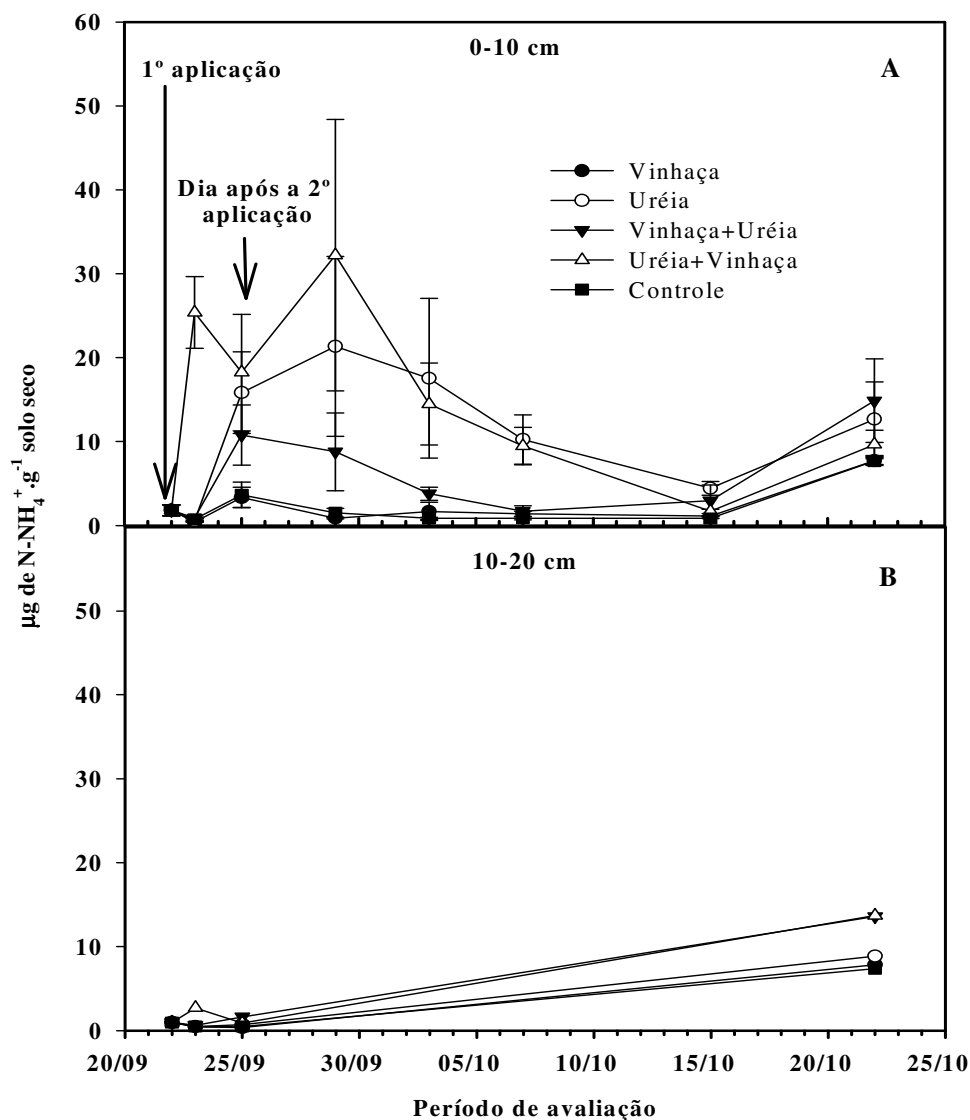 60
0-10 cm
1º aplicação
A
50
Vinhaça
Dia após a 2º
aplicação
Uréia
40
Vinhaça+Uréia
Uréia+Vinhaça
Controle
30
20
10
0
µg de N-NH₄⁺.g⁻¹ solo seco
10-20 cm
B
50
40
30
20
10
0
20/09 25/09 30/09 05/10 10/10 15/10 20/10 25/10
Período de avaliação